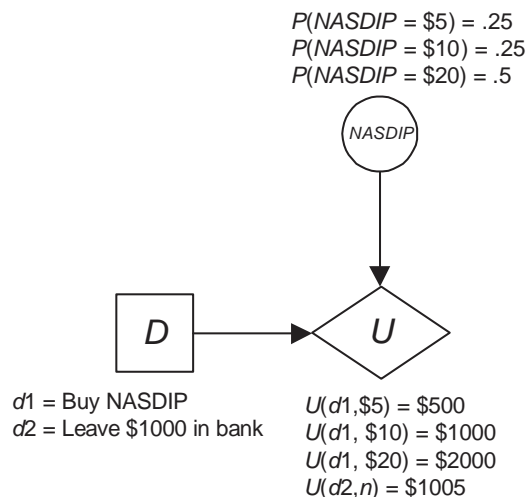 P(NASDIP = $5) = .25
P(NASDIP = $10) = .25
P(NASDIP = $20) = .5
NASDIP
D
U
d1 = Buy NASDIP
d2 = Leave $1000 in bank
U(d1,$5) = $500
U(d1, $10) = $1000
U(d1, $20) = $2000
U(d2,n) = $1005